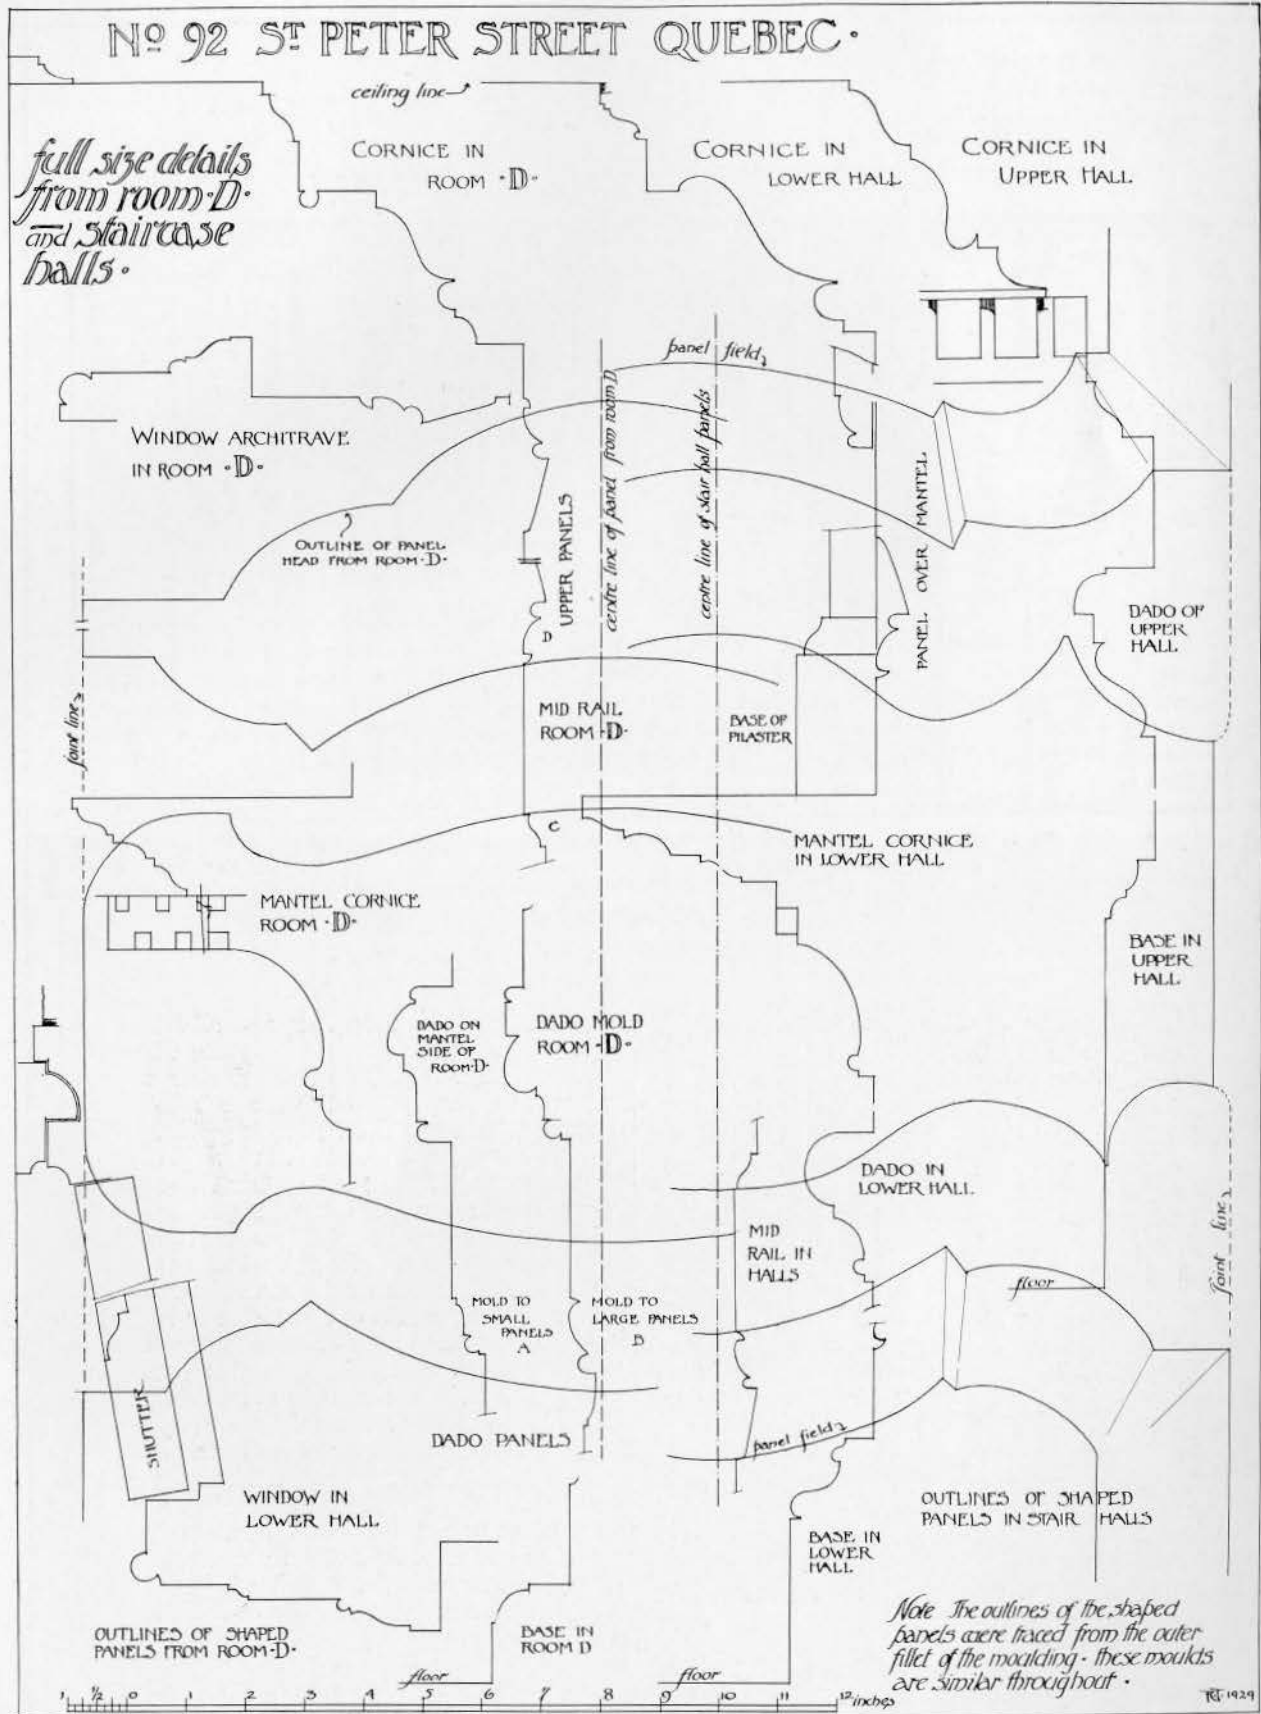 Nº 92 ST PETER STREET QUEBEC.
ceiling line
full size details
from room·D·
and staircase
halls.
CORNICE IN
ROOM ·D·
CORNICE IN
LOWER HALL
CORNICE IN
UPPER HALL
panel field
WINDOW ARCHITRAVE
IN ROOM ·D·
OUTLINE OF PANEL
HEAD FROM ROOM·D·
UPPER PANELS
centre line of panel from room D
centre line of stair hall panels
PANEL OVER MANTEL
D
DADO OF
UPPER
HALL
joint line
MID RAIL
ROOM ·D·
BASE OF
PILASTER
C
MANTEL CORNICE
IN LOWER HALL
MANTEL CORNICE
ROOM ·D·
BASE IN
UPPER
HALL
DADO ON
MANTEL
SIDE OF
ROOM·D·
DADO MOLD
ROOM ·D·
DADO IN
LOWER HALL
MID
RAIL IN
HALLS
joint line
floor
MOLD TO
SMALL
PANELS
A
MOLD TO
LARGE PANELS
B
SHUTTER
DADO PANELS
panel field
WINDOW IN
LOWER HALL
OUTLINES OF SHAPED
PANELS IN STAIR HALLS
BASE IN
LOWER
HALL
OUTLINES OF SHAPED
PANELS FROM ROOM·D·
BASE IN
ROOM D
Note The outlines of the shaped
panels were traced from the outer
fillet of the moulding · these moulds
are similar throughout ·
floor
floor
1 ½ 0 1 2 3 4 5 6 7 8 9 10 11 12 inches
1929